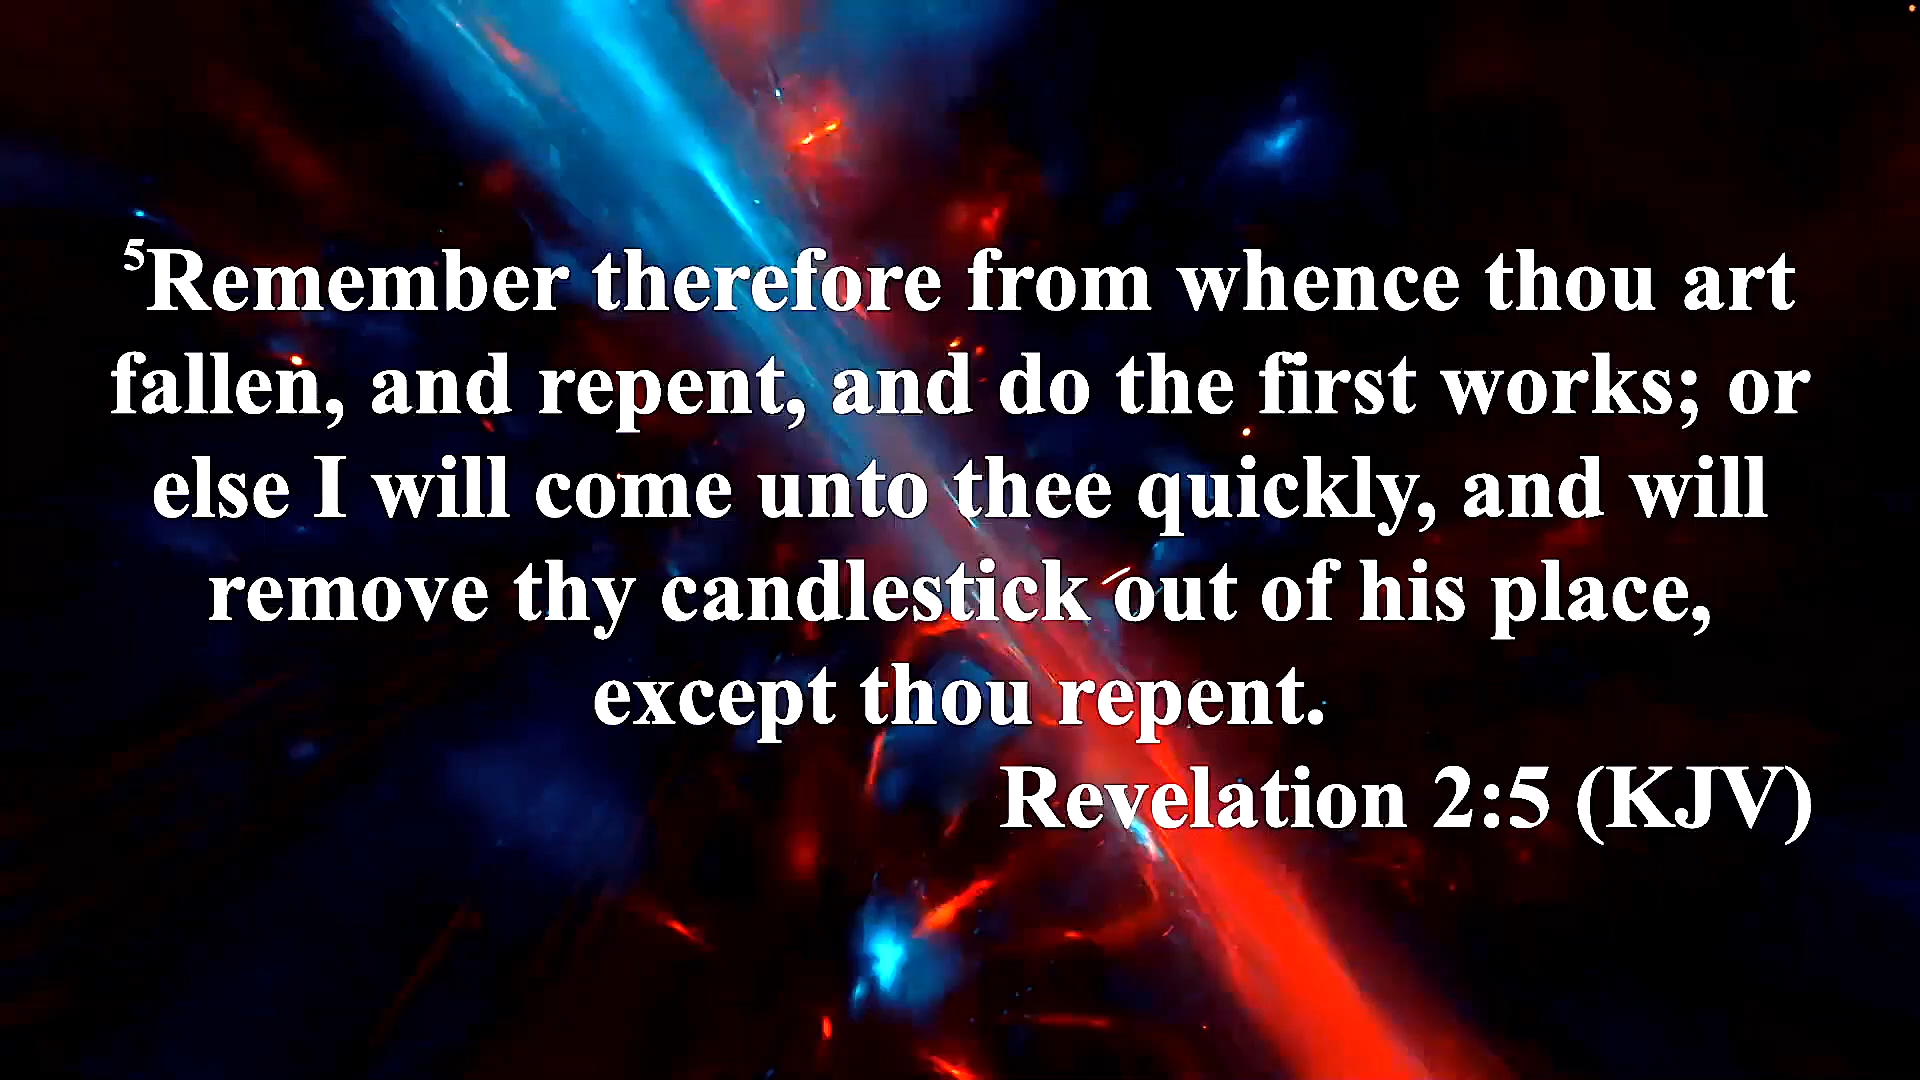 ⁵Remember therefore from whence thou art
fallen, and repent, and do the first works; or
else I will come unto thee quickly, and will
remove thy candlestick out of his place,
except thou repent.
Revelation 2:5 (KJV)